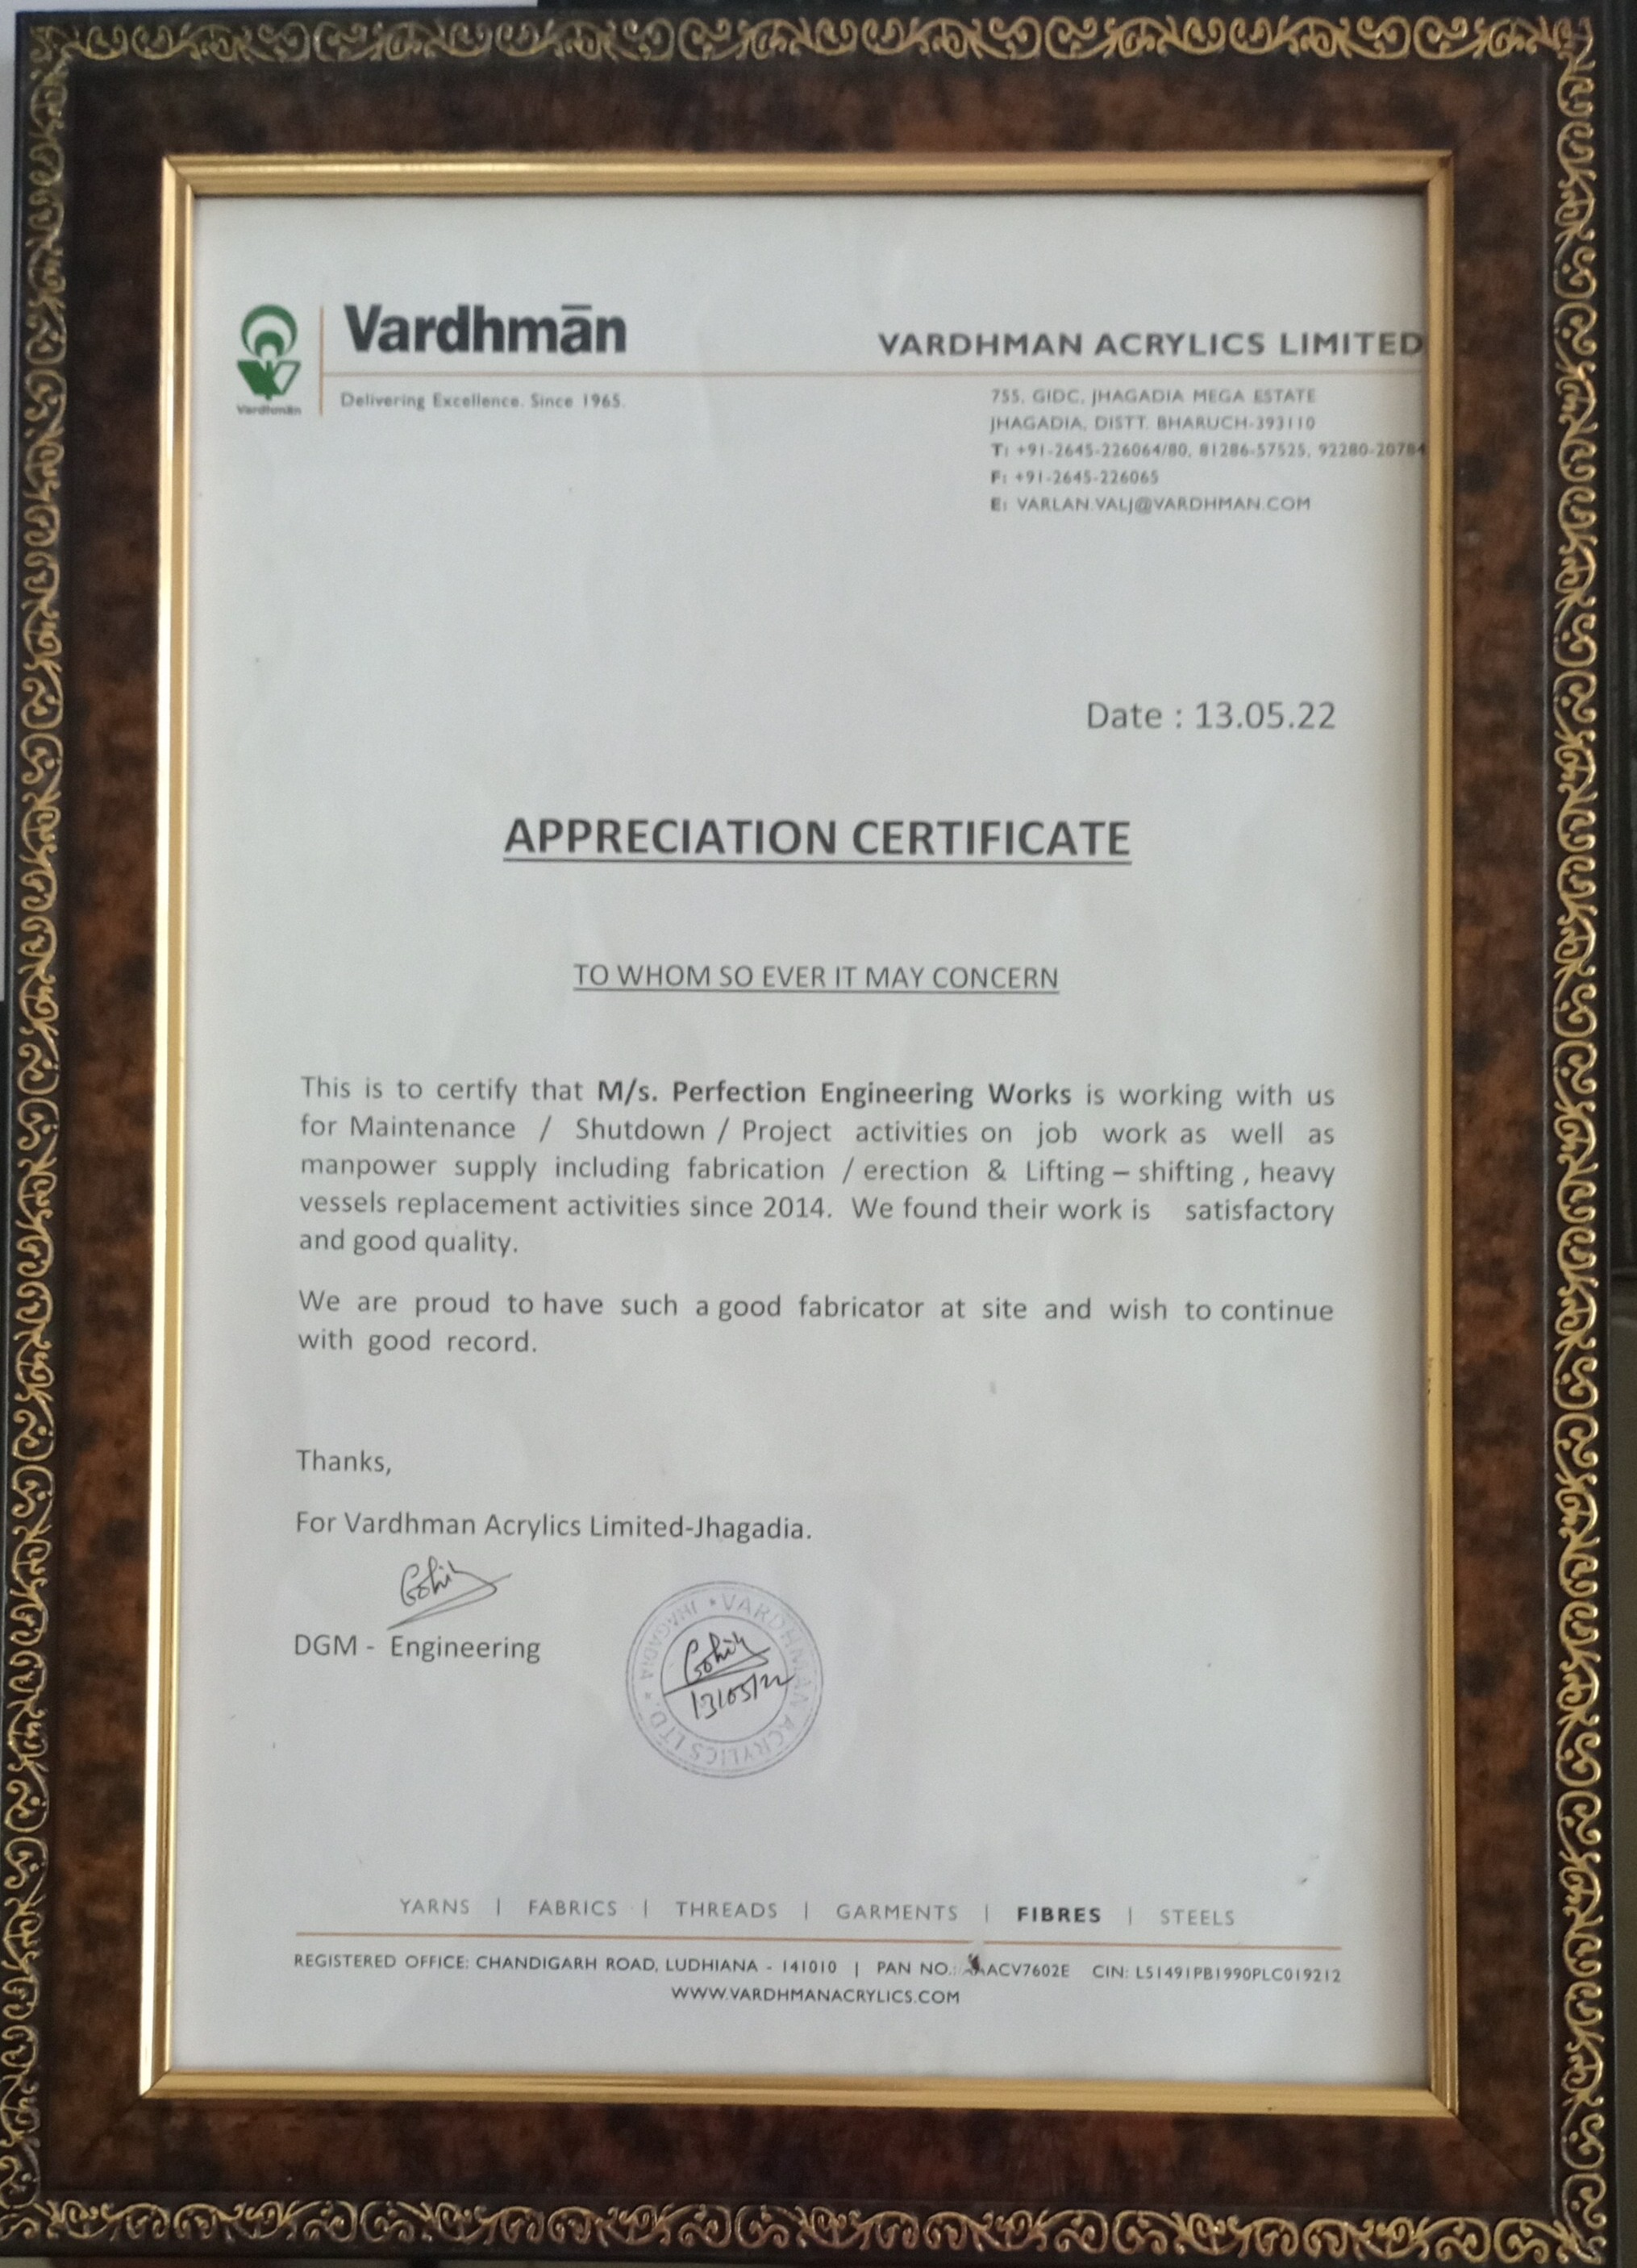 Vardhmān
Vardhmān
Delivering Excellence. Since 1965.
VARDHMAN ACRYLICS LIMITED
755, GIDC, JHAGADIA MEGA ESTATE
JHAGADIA, DISTT. BHARUCH-393110
T: +91-2645-226064/80, 81286-57525, 92280-20784
F: +91-2645-226065
E: VARLAN.VALJ@VARDHMAN.COM
Date : 13.05.22
APPRECIATION CERTIFICATE
TO WHOM SO EVER IT MAY CONCERN
This is to certify that M/s. Perfection Engineering Works is working with us
for Maintenance / Shutdown / Project activities on job work as well as
manpower supply including fabrication / erection & Lifting – shifting , heavy
vessels replacement activities since 2014. We found their work is satisfactory
and good quality.
We are proud to have such a good fabricator at site and wish to continue
with good record.
Thanks,
For Vardhman Acrylics Limited-Jhagadia.
DGM - Engineering
VARDHMAN ACRYLICS LTD. * JHAGADIA *
13/05/22
YARNS | FABRICS | THREADS | GARMENTS | FIBRES | STEELS
REGISTERED OFFICE: CHANDIGARH ROAD, LUDHIANA - 141010 | PAN NO.: AAACV7602E CIN: L51491PB1990PLC019212
WWW.VARDHMANACRYLICS.COM